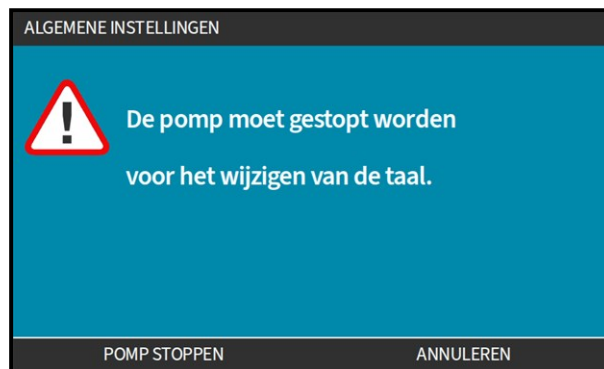 ALGEMENE INSTELLINGEN
De pomp moet gestopt worden
voor het wijzigen van de taal.
POMP STOPPEN ANNULEREN